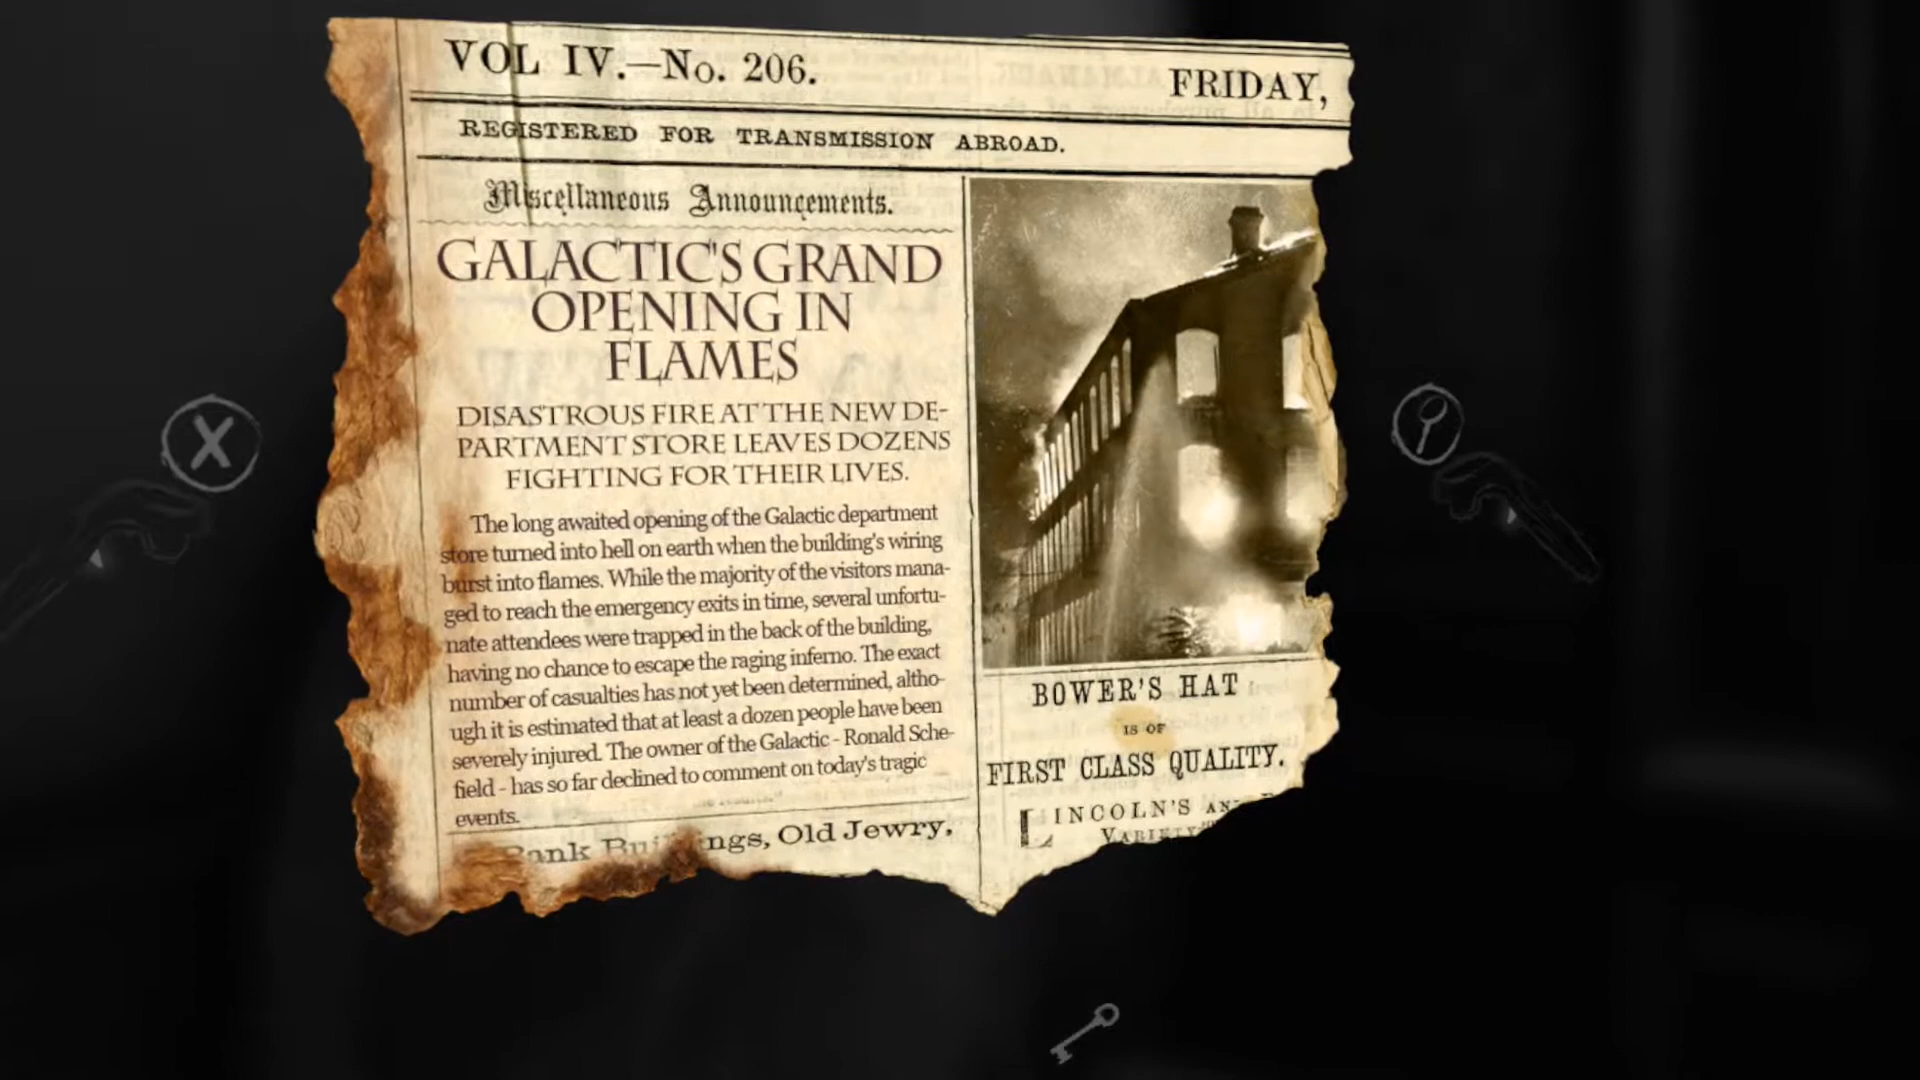 VOL IV.—No. 206.
FRIDAY,
REGISTERED FOR TRANSMISSION ABROAD.
Miscellaneous Announcements.
GALACTIC'S GRAND
OPENING IN
FLAMES
DISASTROUS FIRE AT THE NEW DE-
PARTMENT STORE LEAVES DOZENS
FIGHTING FOR THEIR LIVES.
The long awaited opening of the Galactic department
store turned into hell on earth when the building's wiring
burst into flames. While the majority of the visitors mana-
ged to reach the emergency exits in time, several unfortu-
nate attendees were trapped in the back of the building,
having no chance to escape the raging inferno. The exact
number of casualties has not yet been determined, altho-
ugh it is estimated that at least a dozen people have been
severely injured. The owner of the Galactic - Ronald Sche-
field - has so far declined to comment on today's tragic
events.
Old Jewry,
BOWER'S HAT
IS OF
FIRST CLASS QUALITY.
LINCOLN'S
X